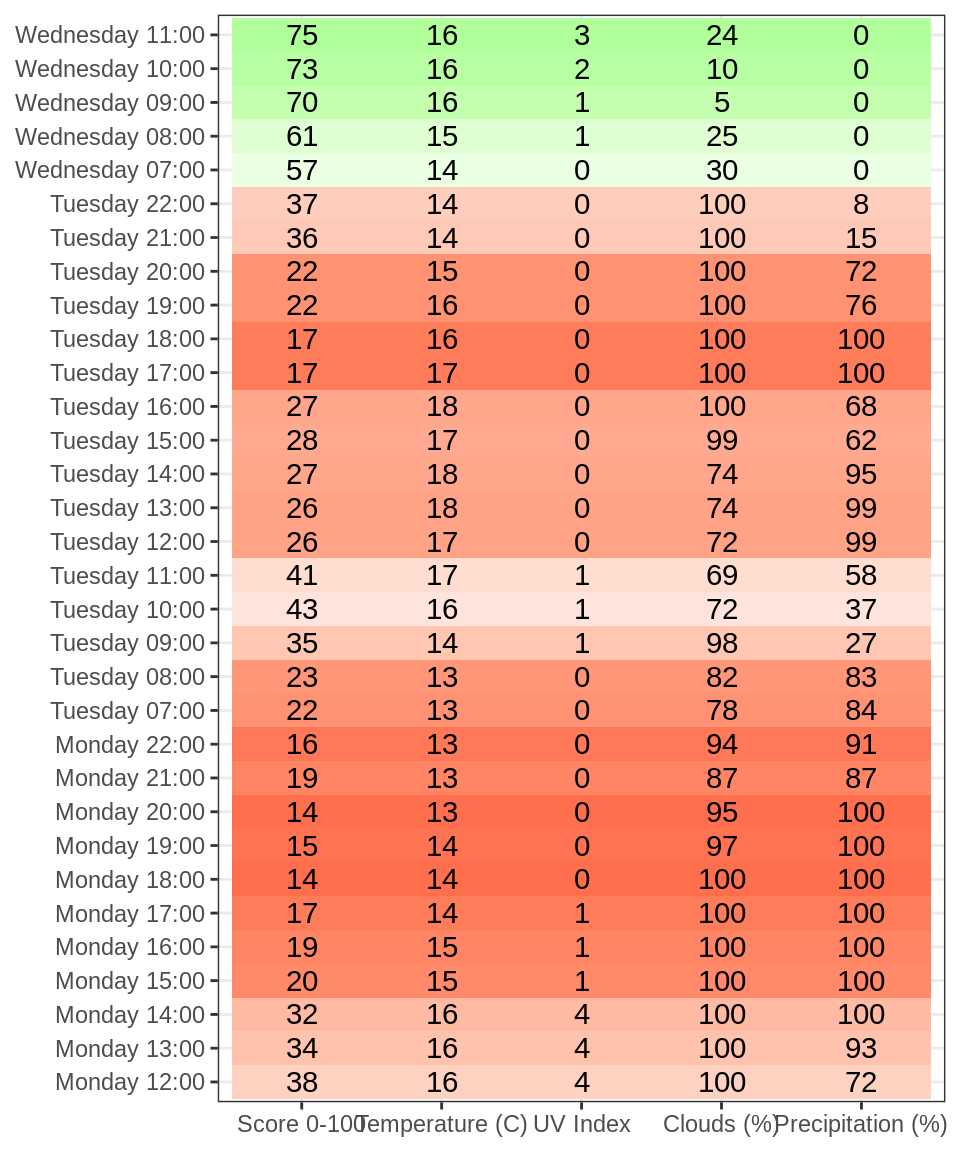 Wednesday 11:00 75 16 3 24 0
Wednesday 10:00 73 16 2 10 0
Wednesday 09:00 70 16 1 5 0
Wednesday 08:00 61 15 1 25 0
Wednesday 07:00 57 14 0 30 0
Tuesday 22:00 37 14 0 100 8
Tuesday 21:00 36 14 0 100 15
Tuesday 20:00 22 15 0 100 72
Tuesday 19:00 22 16 0 100 76
Tuesday 18:00 17 16 0 100 100
Tuesday 17:00 17 17 0 100 100
Tuesday 16:00 27 18 0 100 68
Tuesday 15:00 28 17 0 99 62
Tuesday 14:00 27 18 0 74 95
Tuesday 13:00 26 18 0 74 99
Tuesday 12:00 26 17 0 72 99
Tuesday 11:00 41 17 1 69 58
Tuesday 10:00 43 16 1 72 37
Tuesday 09:00 35 14 1 98 27
Tuesday 08:00 23 13 0 82 83
Tuesday 07:00 22 13 0 78 84
Monday 22:00 16 13 0 94 91
Monday 21:00 19 13 0 87 87
Monday 20:00 14 13 0 95 100
Monday 19:00 15 14 0 97 100
Monday 18:00 14 14 0 100 100
Monday 17:00 17 14 1 100 100
Monday 16:00 19 15 1 100 100
Monday 15:00 20 15 1 100 100
Monday 14:00 32 16 4 100 100
Monday 13:00 34 16 4 100 93
Monday 12:00 38 16 4 100 72
Score 0-100 Temperature (C) UV Index Clouds (%) Precipitation (%)